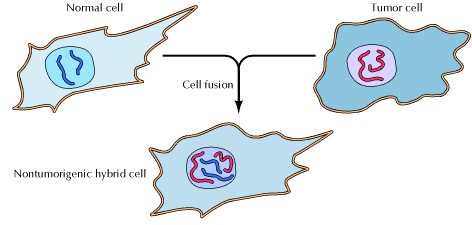 Normal cell
Tumor cell
Cell fusion
Nontumorigenic hybrid cell